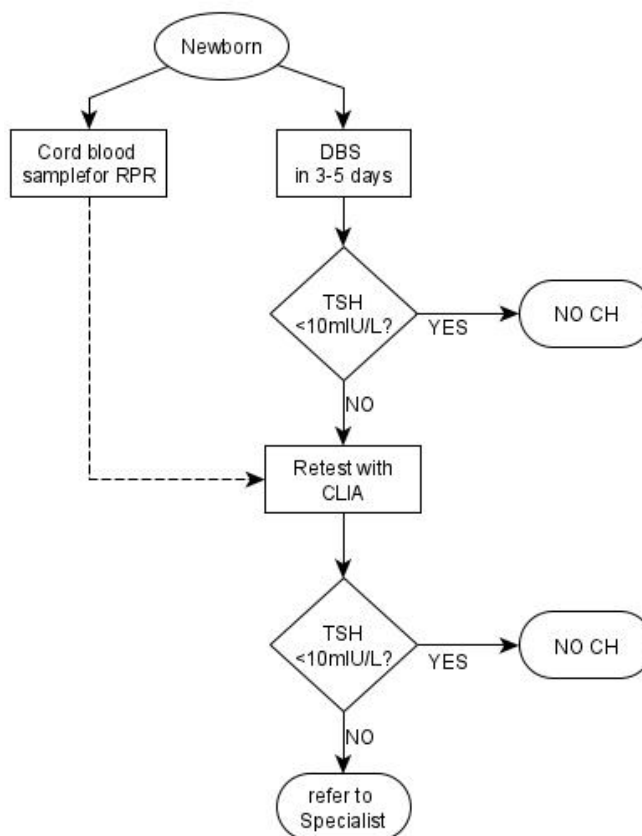 Newborn
Cord blood
samplefor RPR
DBS
in 3-5 days
TSH
<10mIU/L?
YES
NO CH
NO
Retest with
CLIA
TSH
<10mIU/L?
YES
NO CH
NO
refer to
Specialist